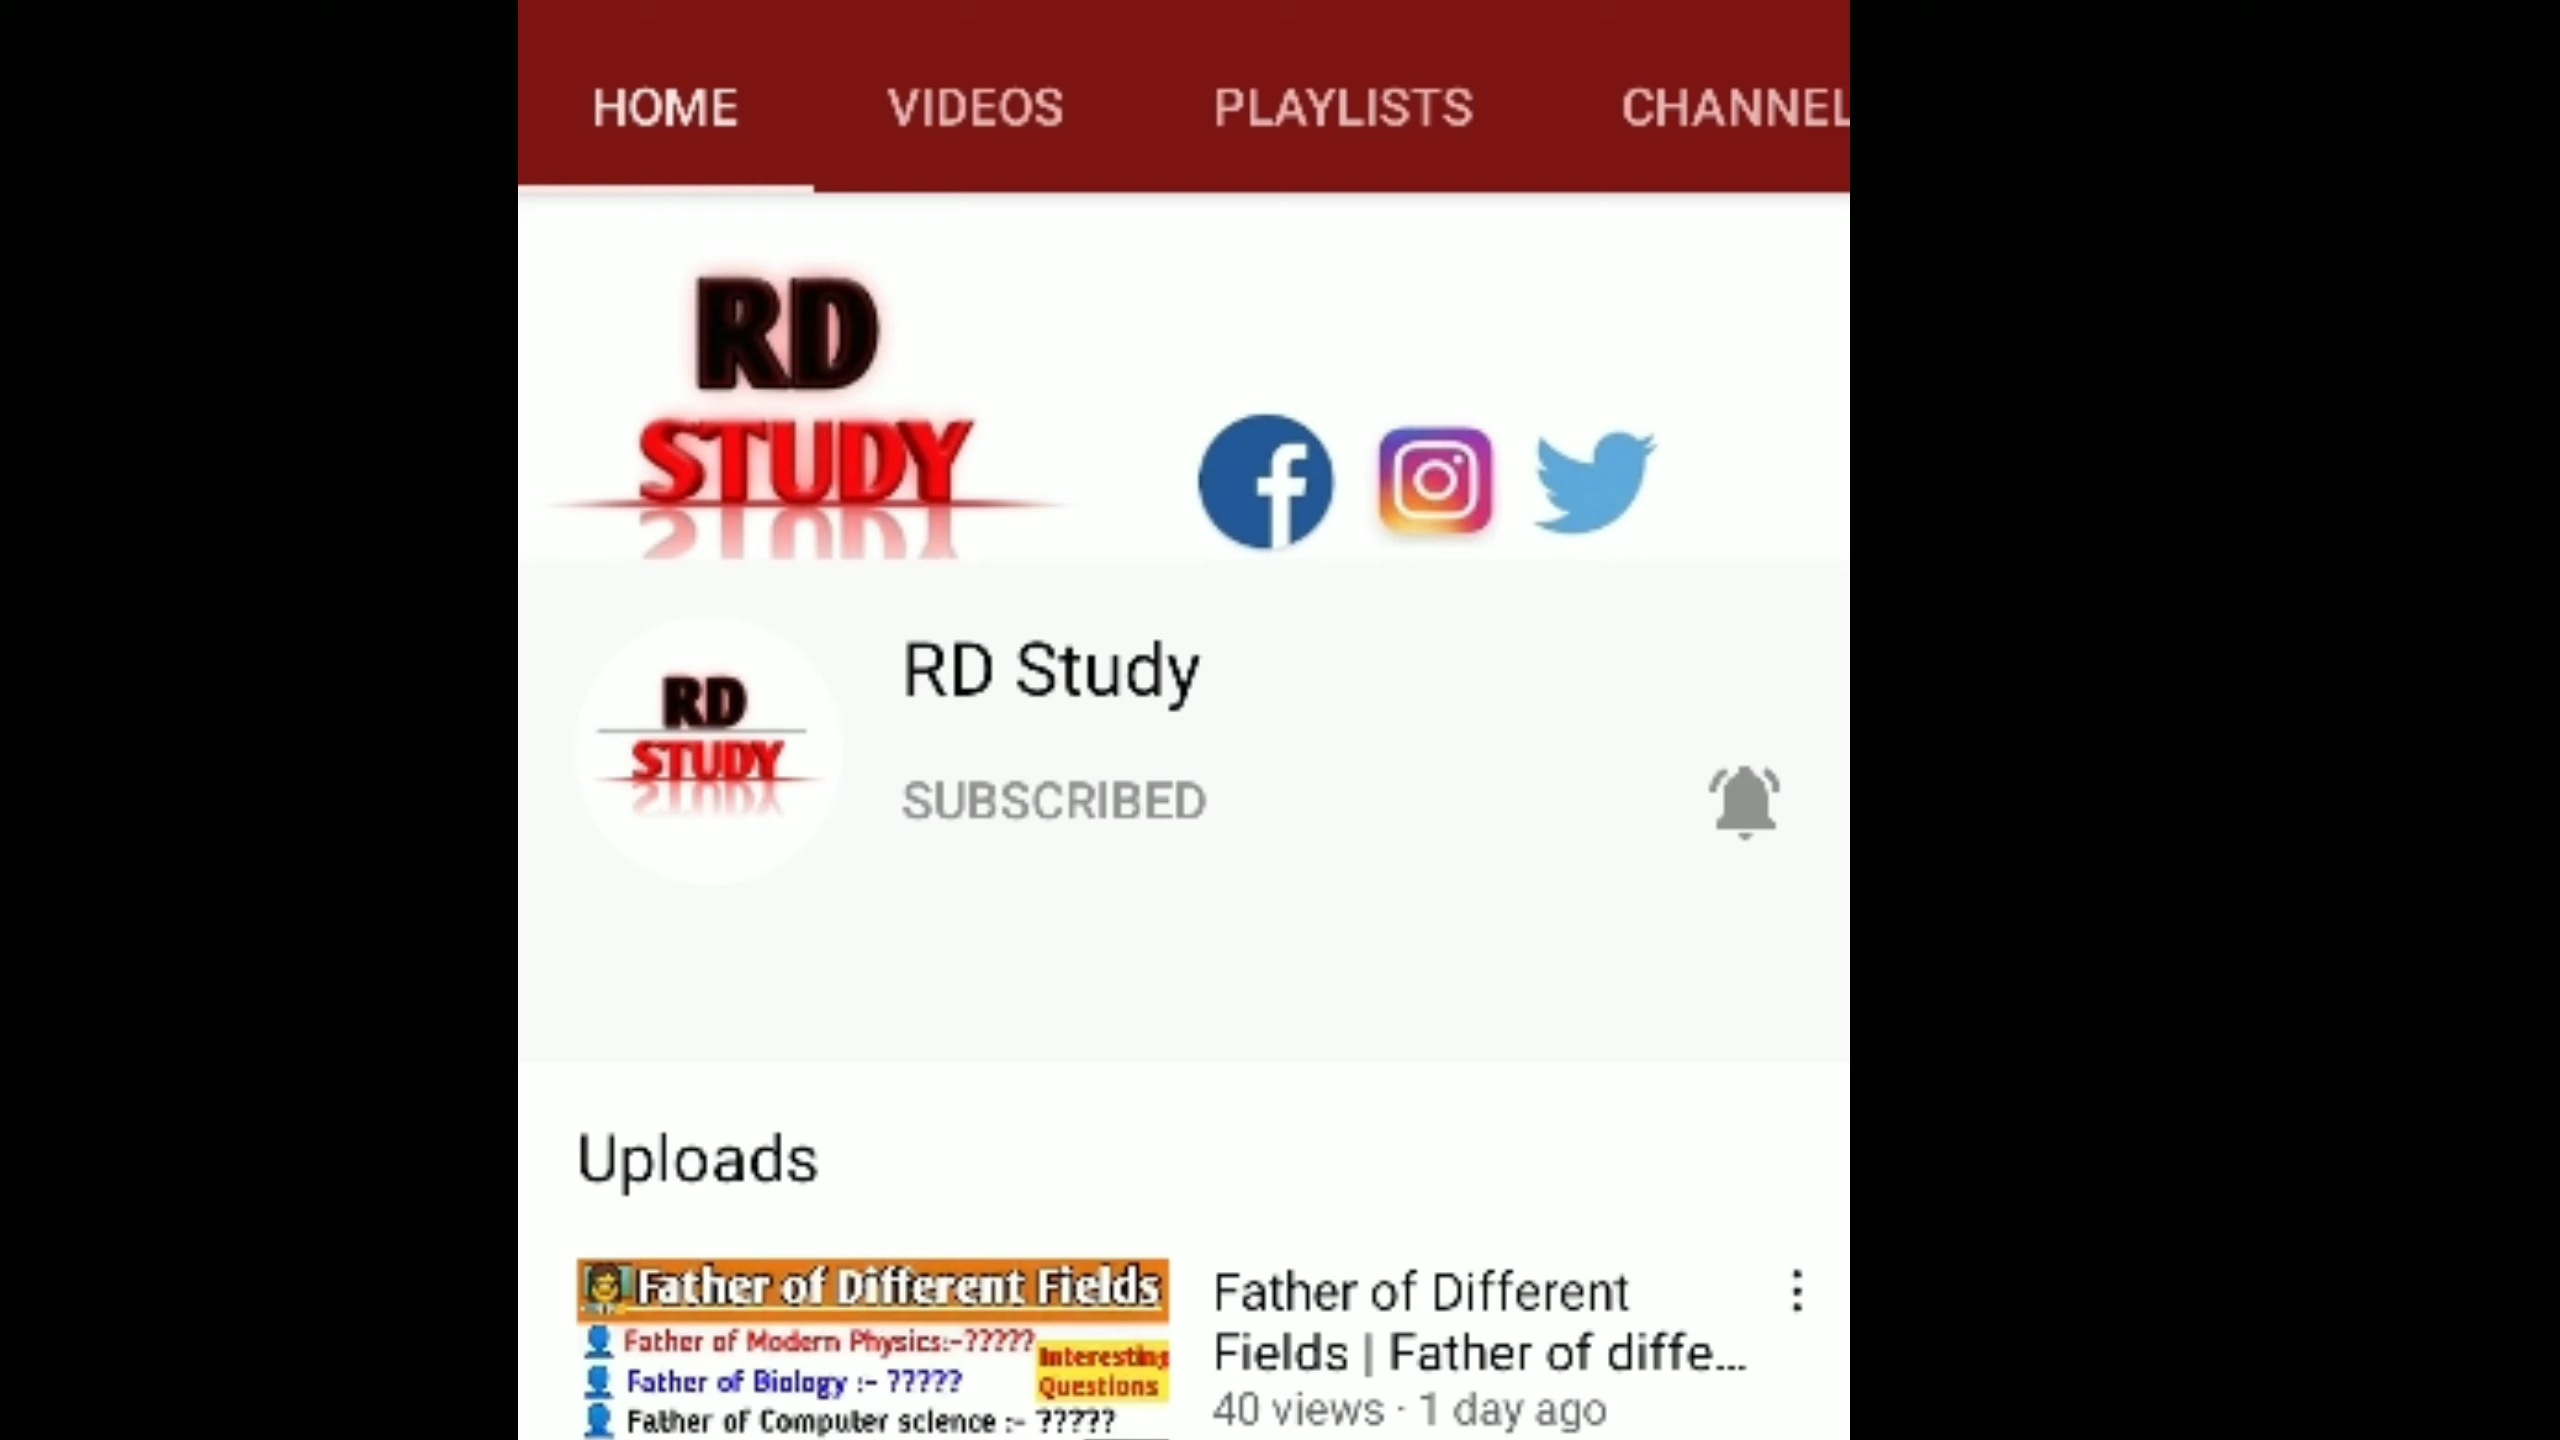 HOME VIDEOS PLAYLISTS CHANNEL
RD
STUDY
RD Study
RD
STUDY
SUBSCRIBED
Uploads
Father of Different Fields
Father of Modern Physics:-?????
Interesting
Questions
Father of Biology :- ?????
Father of Computer science :- ?????
Father of Different
Fields | Father of diffe...
40 views · 1 day ago